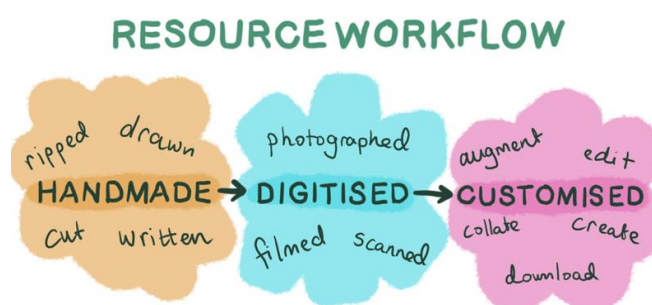 RESOURCE WORKFLOW
ripped drawn
HANDMADE
cut written
photographed
DIGITISED
filmed scanned
augment edit
CUSTOMISED
collate create
download